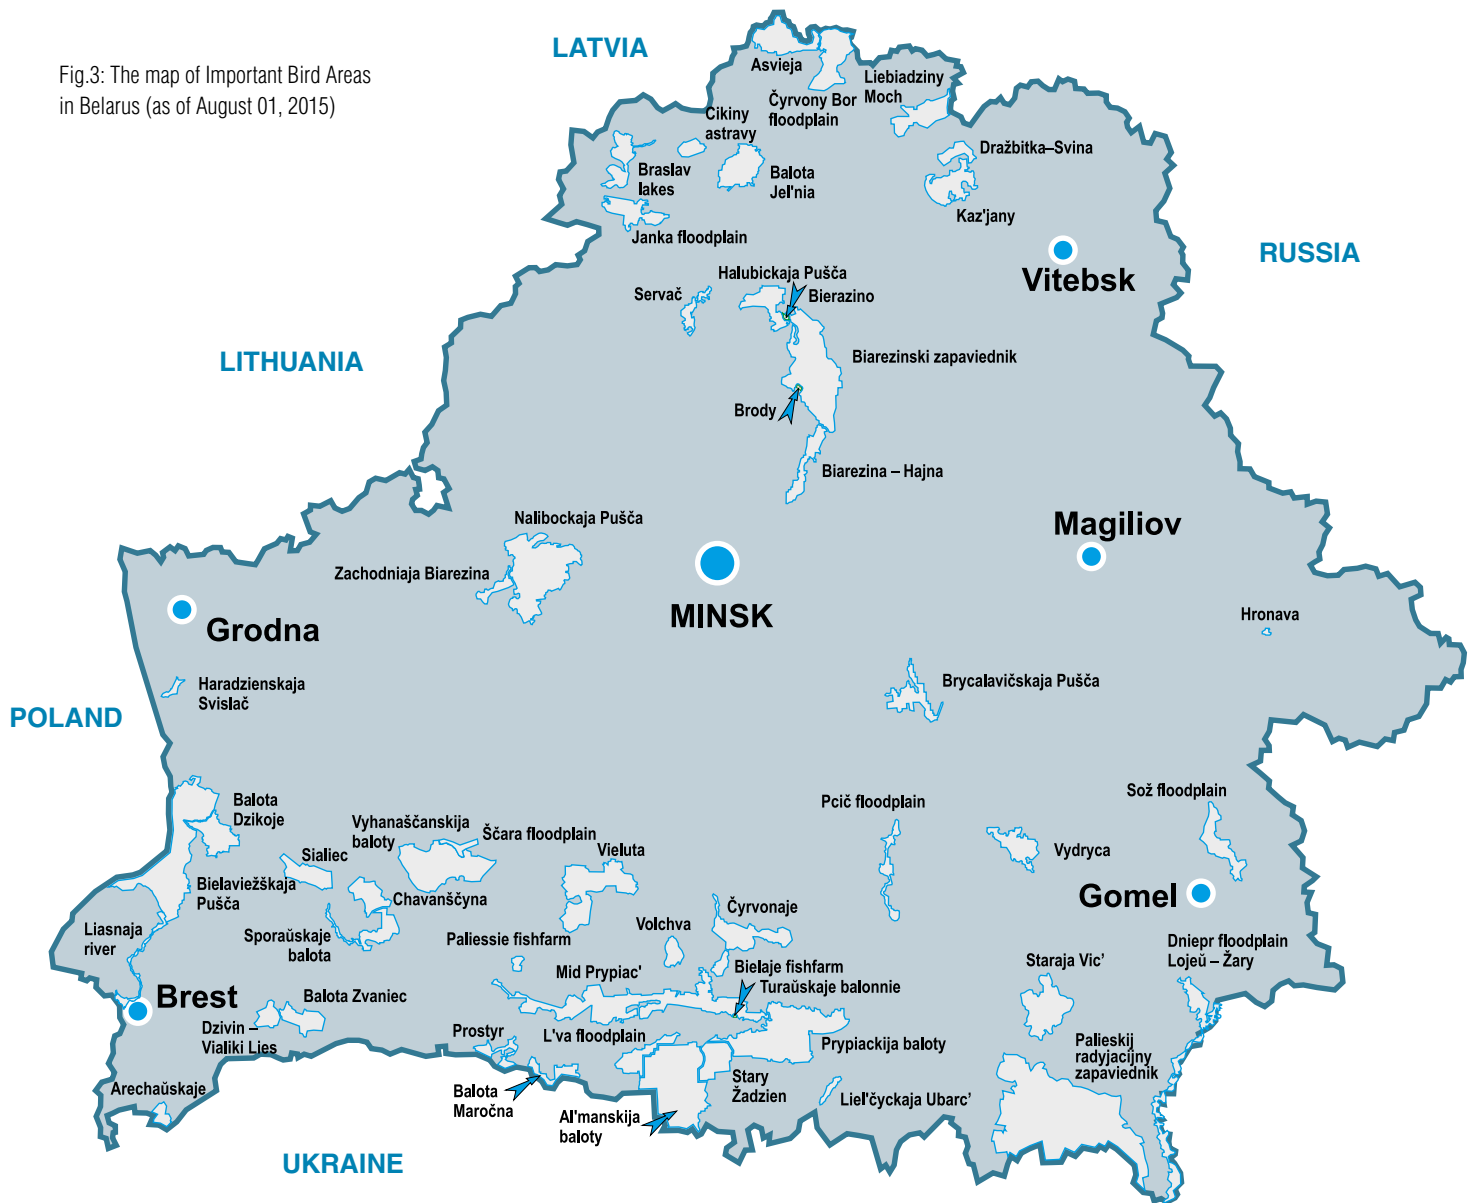 LATVIA
Fig.3: The map of Important Bird Areas
in Belarus (as of August 01, 2015)
Asvieja
Čyrvony Bor
floodplain
Liebiadziny
Moch
Cikiny
astravy
Dražbitka–Svina
Braslav
lakes
Balota
Jel'nia
Kaz'jany
Janka floodplain
RUSSIA
Vitebsk
Halubickaja Pušča
Servač
Bierazino
LITHUANIA
Biarezinski zapaviednik
Brody
Biarezina – Hajna
Nalibockaja Pušča
Magiliov
Zachodniaja Biarezina
MINSK
Grodna
Hronava
Haradzienskaja
Svislač
Brycalavičskaja Pušča
POLAND
Balota
Dzikoje
Vyhanaščanskija
baloty
Ščara floodplain
Pcič floodplain
Sož floodplain
Sialiec
Vieluta
Vydryca
Bielaviežskaja
Pušča
Chavanščyna
Gomel
Čyrvonaje
Liasnaja
river
Sporaŭskaje
balota
Paliessie fishfarm
Volchva
Dniepr floodplain
Lojeŭ – Žary
Staraja Vic’
Mid Prypiac'
Bielaje fishfarm
Turaŭskaje balonnie
Brest
Balota Zvaniec
Dzivin –
Vialiki Lies
Prostyr
L'va floodplain
Prypiackija baloty
Palieskij
radyjacijny
zapaviednik
Arechaŭskaje
Balota
Maročna
Stary
Žadzien
Liel'čyckaja Ubarc’
Al'manskija
baloty
UKRAINE